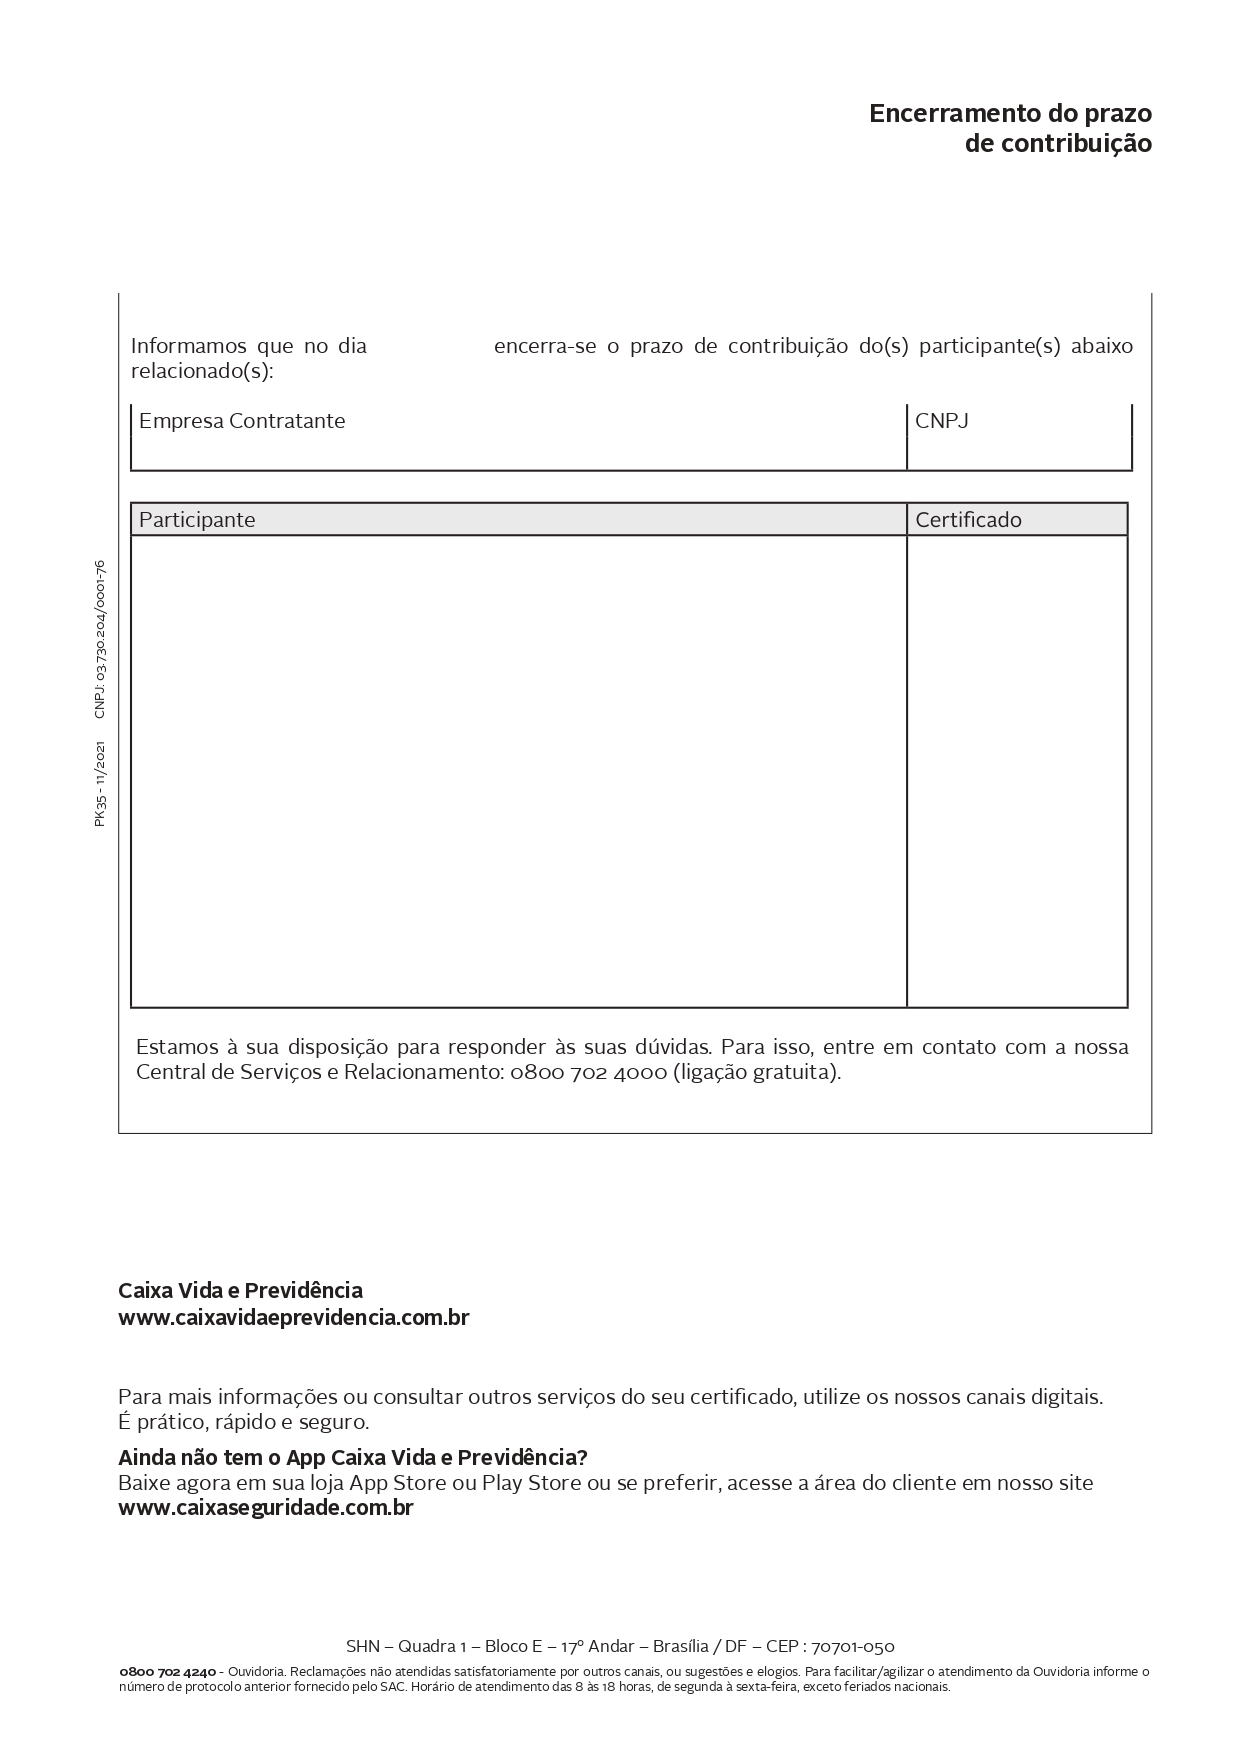 Encerramento do prazo
de contribuição
Informamos que no dia encerra-se o prazo de contribuição do(s) participante(s) abaixo
relacionado(s):
Empresa Contratante CNPJ
Participante Certificado
PK35 - 11/2021 CNPJ: 03.730.204/0001-76
Estamos à sua disposição para responder às suas dúvidas. Para isso, entre em contato com a nossa
Central de Serviços e Relacionamento: 0800 702 4000 (ligação gratuita).
Caixa Vida e Previdência
www.caixavidaeprevidencia.com.br
Para mais informações ou consultar outros serviços do seu certificado, utilize os nossos canais digitais.
É prático, rápido e seguro.
Ainda não tem o App Caixa Vida e Previdência?
Baixe agora em sua loja App Store ou Play Store ou se preferir, acesse a área do cliente em nosso site
www.caixaseguridade.com.br
SHN – Quadra 1 – Bloco E – 17º Andar – Brasília / DF – CEP : 70701-050
0800 702 4240 - Ouvidoria. Reclamações não atendidas satisfatoriamente por outros canais, ou sugestões e elogios. Para facilitar/agilizar o atendimento da Ouvidoria informe o
número de protocolo anterior fornecido pelo SAC. Horário de atendimento das 8 às 18 horas, de segunda à sexta-feira, exceto feriados nacionais.